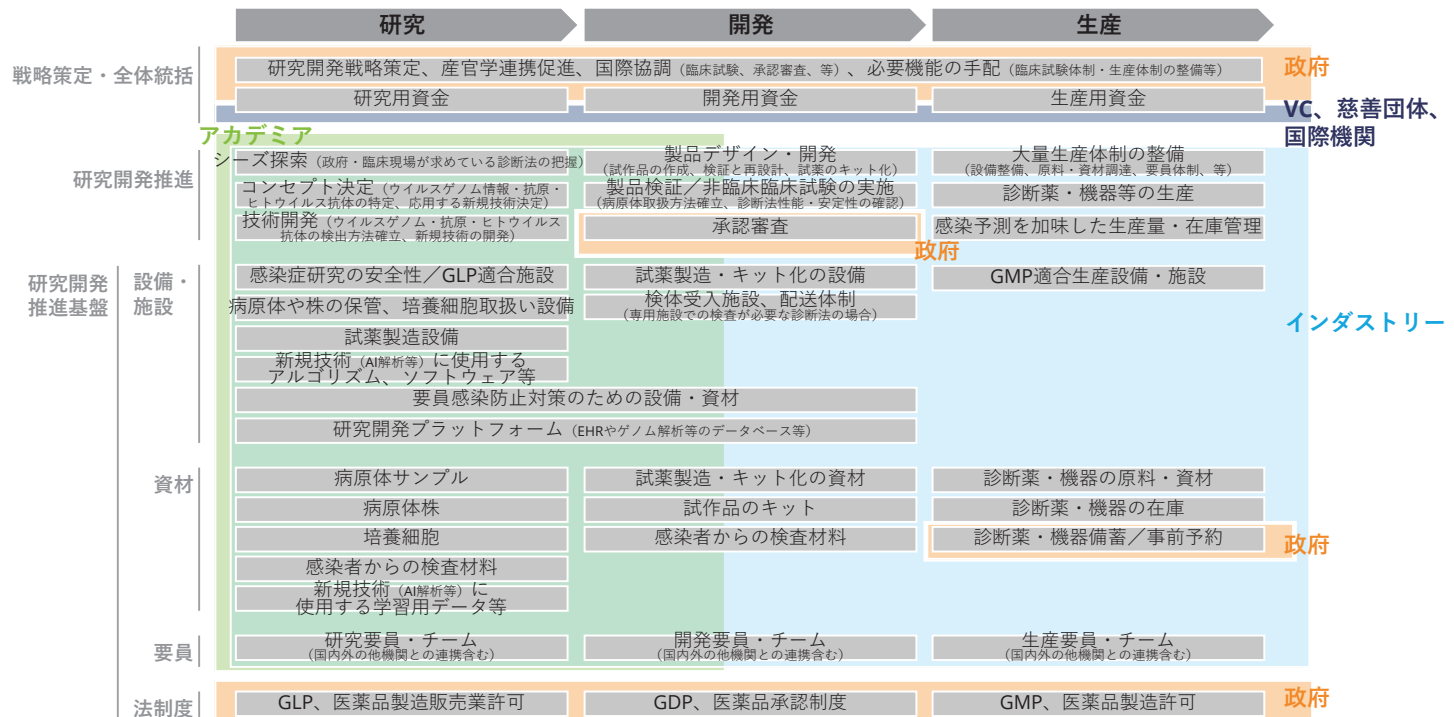 研究
開発
生産
戦略策定・全体統括
研究開発戦略策定、産官学連携促進、国際協調（臨床試験、承認審査、等）、必要機能の手配（臨床試験体制・生産体制の整備等）
政府
研究用資金
開発用資金
生産用資金
VC、慈善団体、
国際機関
アカデミア
研究開発推進
シーズ探索（政府・臨床現場が求めている診断法の把握）
製品デザイン・開発
（試作品の作成、検証と再設計、試薬のキット化）
大量生産体制の整備
（設備整備、原料・資材調達、要員体制、等）
コンセプト決定（ウイルスゲノム情報・抗原・
ヒトウイルス抗体の特定、応用する新規技術決定）
製品検証／非臨床臨床試験の実施
（病原体取扱方法確立、診断法性能・安定性の確認）
診断薬・機器等の生産
技術開発（ウイルスゲノム・抗原・ヒトウイルス
抗体の検出方法確立、新規技術の開発）
承認審査
感染予測を加味した生産量・在庫管理
政府
研究開発
推進基盤
設備・
施設
感染症研究の安全性／GLP適合施設
試薬製造・キット化の設備
GMP適合生産設備・施設
病原体や株の保管、培養細胞取扱い設備
検体受入施設、配送体制
（専用施設での検査が必要な診断法の場合）
インダストリー
試薬製造設備
新規技術（AI解析等）に使用する
アルゴリズム、ソフトウェア等
要員感染防止対策のための設備・資材
研究開発プラットフォーム（EHRやゲノム解析等のデータベース等）
資材
病原体サンプル
試薬製造・キット化の資材
診断薬・機器の原料・資材
病原体株
試作品のキット
診断薬・機器の在庫
培養細胞
感染者からの検査材料
診断薬・機器備蓄／事前予約
政府
感染者からの検査材料
新規技術（AI解析等）に
使用する学習用データ等
要員
研究要員・チーム
（国内外の他機関との連携含む）
開発要員・チーム
（国内外の他機関との連携含む）
生産要員・チーム
（国内外の他機関との連携含む）
法制度
GLP、医薬品製造販売業許可
GDP、医薬品承認制度
GMP、医薬品製造許可
政府